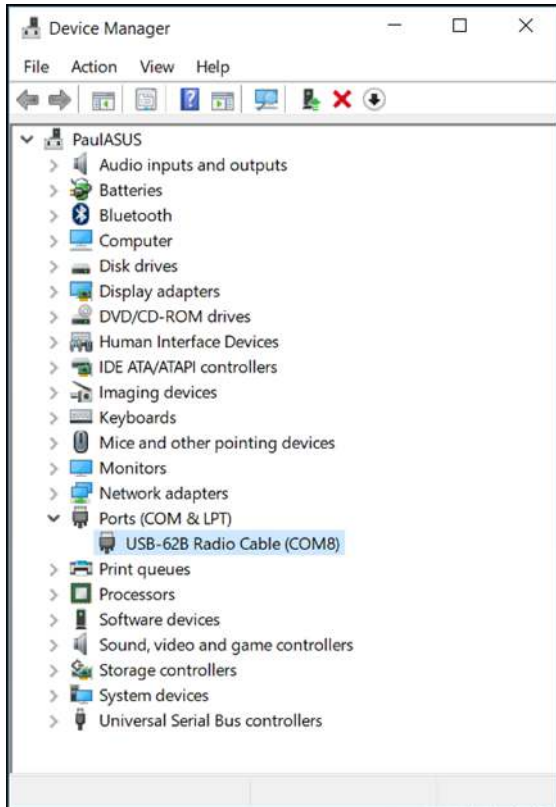 Device Manager
File Action View Help
PaulASUS
Audio inputs and outputs
Batteries
Bluetooth
Computer
Disk drives
Display adapters
DVD/CD-ROM drives
Human Interface Devices
IDE ATA/ATAPI controllers
Imaging devices
Keyboards
Mice and other pointing devices
Monitors
Network adapters
Ports (COM & LPT)
USB-62B Radio Cable (COM8)
Print queues
Processors
Software devices
Sound, video and game controllers
Storage controllers
System devices
Universal Serial Bus controllers